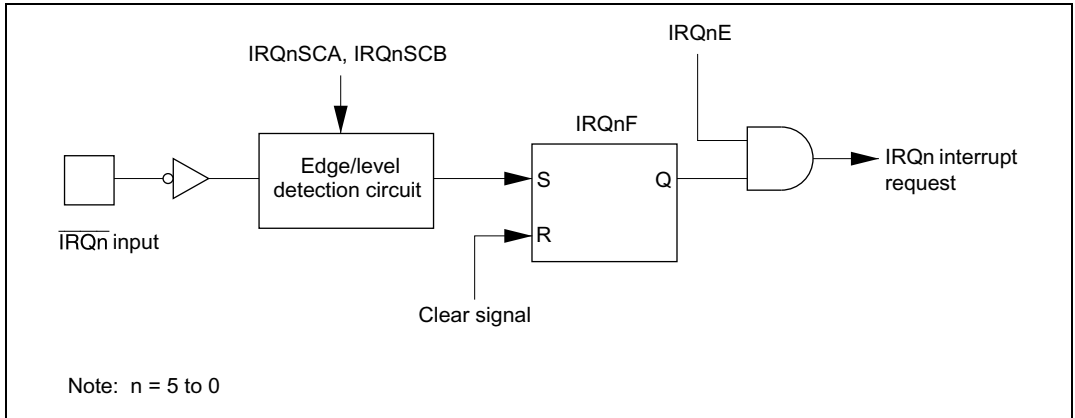 IRQnSCA, IRQnSCB
IRQnE
IRQnF
Edge/level
detection circuit
S
Q
R
IRQn interrupt
request
IRQn input
Clear signal
Note: n = 5 to 0